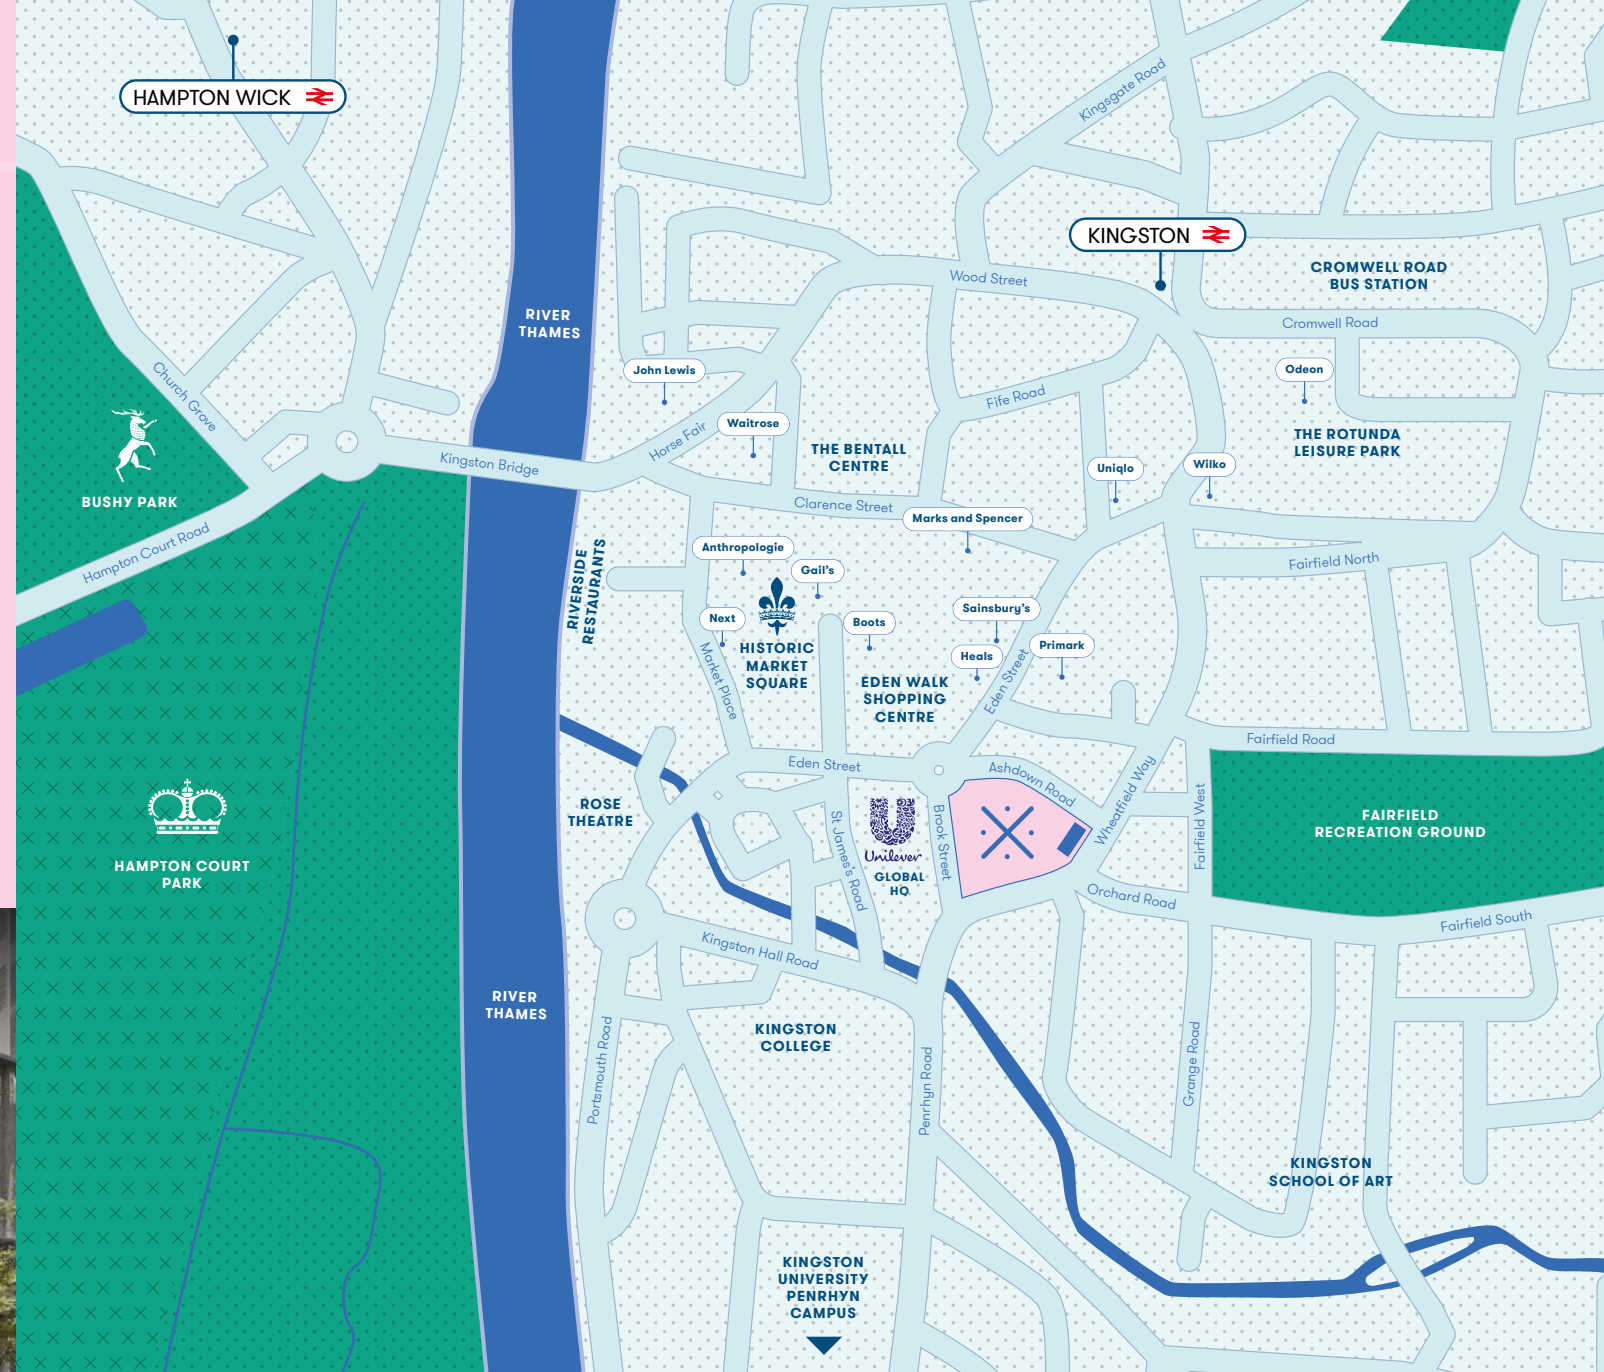 HAMPTON WICK
Kingsgate Road
KINGSTON
CROMWELL ROAD
BUS STATION
Wood Street
RIVER
THAMES
Cromwell Road
Church Grove
John Lewis
Odeon
Fife Road
Waitrose
Horse Fair
THE BENTALL
CENTRE
THE ROTUNDA
LEISURE PARK
Kingston Bridge
Uniqlo
Wilko
BUSHY PARK
Clarence Street
Marks and Spencer
Hampton Court Road
Anthropologie
Gail's
Fairfield North
RIVERSIDE
RESTAURANTS
Next
Boots
Sainsbury's
Primark
Heals
HISTORIC
MARKET
SQUARE
Market Place
EDEN WALK
SHOPPING
CENTRE
Eden Street
Fairfield Road
Eden Street
Ashdown Road
Wheatfield Way
Fairfield West
ROSE
THEATRE
St James's Road
Unilever
GLOBAL
HQ
Brook Street
FAIRFIELD
RECREATION GROUND
HAMPTON COURT
PARK
Orchard Road
Fairfield South
Kingston Hall Road
RIVER
THAMES
KINGSTON
COLLEGE
Portsmouth Road
Penrhyn Road
Grange Road
KINGSTON
SCHOOL OF ART
KINGSTON
UNIVERSITY
PENRHYN
CAMPUS